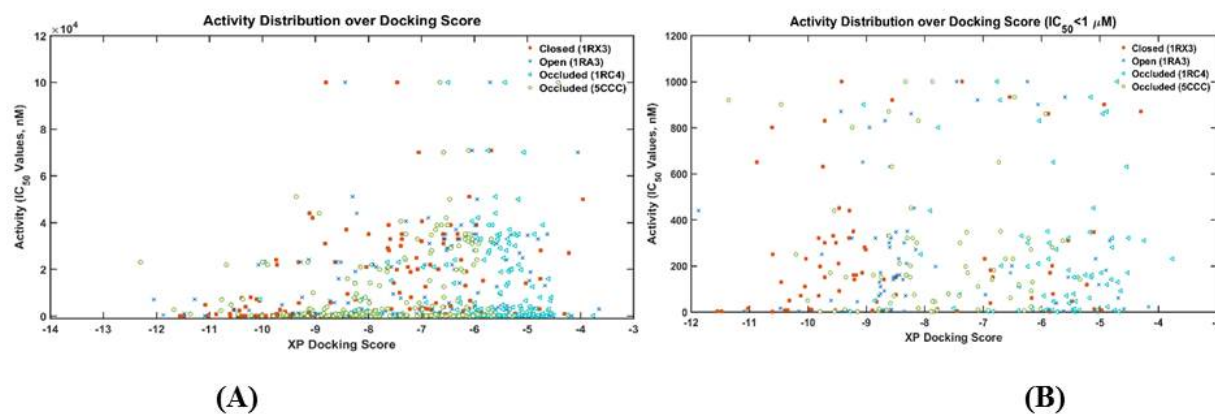 Activity Distribution over Docking Score
12 ×10⁴
Closed (1RX3)
Open (1RA3)
Occluded (1RC4)
Occluded (5CCC)
10
8
6
4
2
0
Activity (IC50 Values, nM)
-14 -13 -12 -11 -10 -9 -8 -7 -6 -5 -4 -3
XP Docking Score
(A)
Activity Distribution over Docking Score (IC50<1 μM)
1200
Closed (1RX3)
Open (1RA3)
Occluded (1RC4)
Occluded (5CCC)
1000
800
600
400
200
0
Activity (IC50 Values, nM)
-12 -11 -10 -9 -8 -7 -6 -5 -4 -3
XP Docking Score
(B)